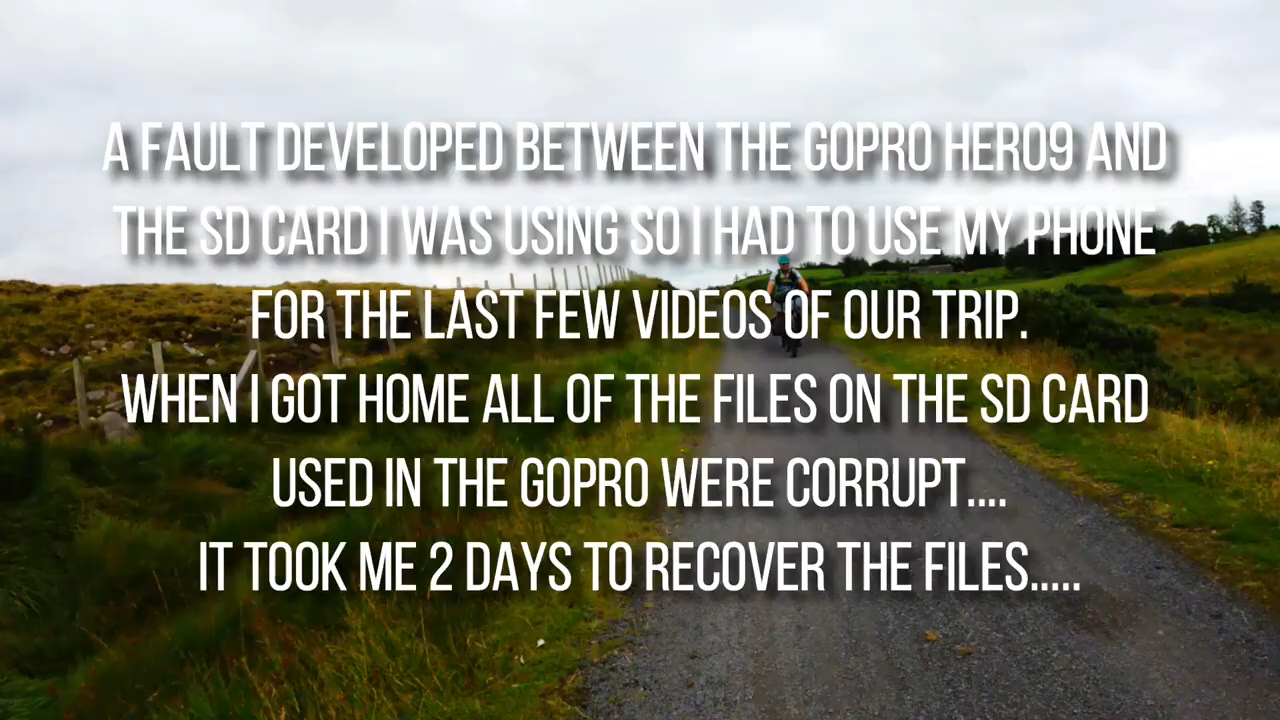 A FAULT DEVELOPED BETWEEN THE GOPRO HERO9 AND
THE SD CARD I WAS USING SO I HAD TO USE MY PHONE
FOR THE LAST FEW VIDEOS OF OUR TRIP.
WHEN I GOT HOME ALL OF THE FILES ON THE SD CARD
USED IN THE GOPRO WERE CORRUPT....
IT TOOK ME 2 DAYS TO RECOVER THE FILES.....